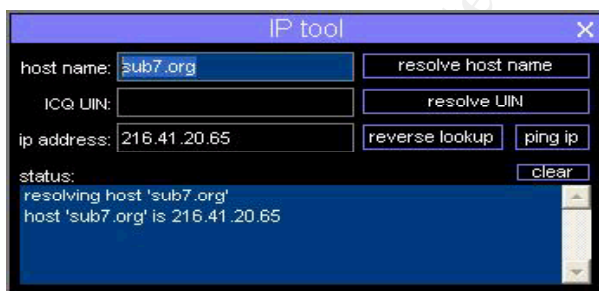 IP tool
host name: sub7.org resolve host name
ICQ UIN: resolve UIN
ip address: 216.41.20.65 reverse lookup ping ip
status: clear
resolving host 'sub7.org'
host 'sub7.org' is 216.41.20.65